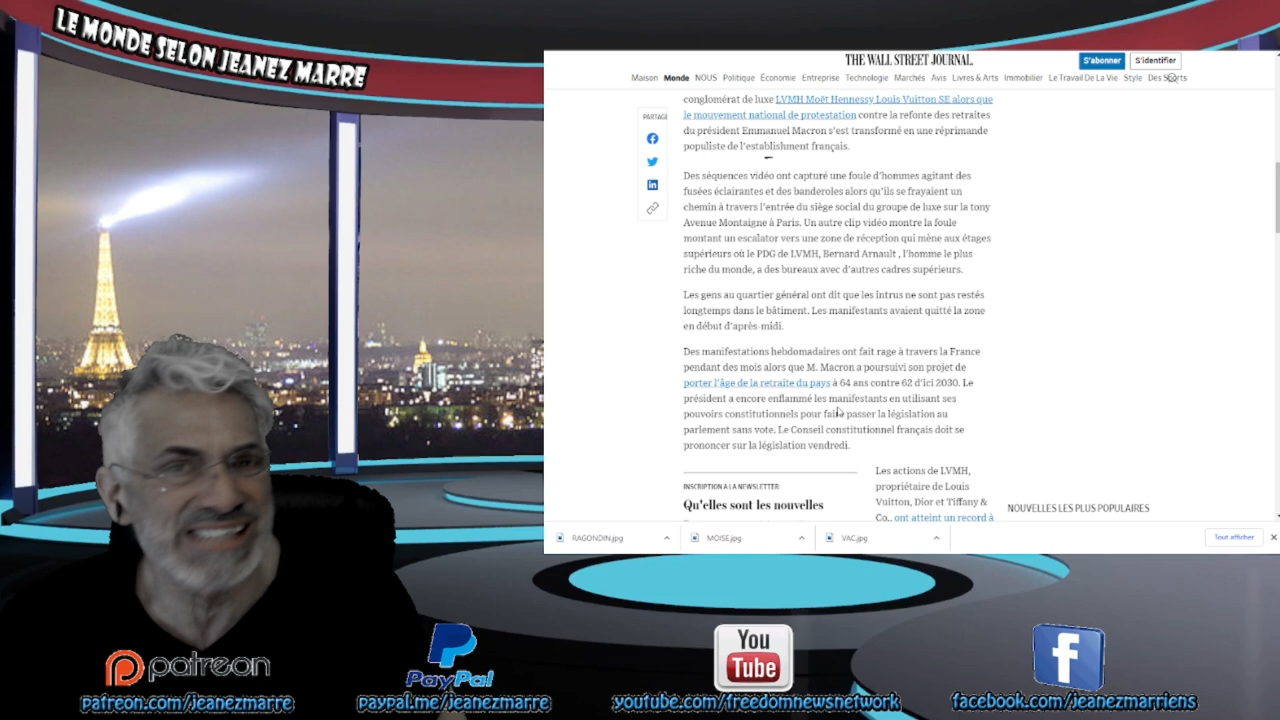 LE MONDE SELON JEANEZ MARRE
THE WALL STREET JOURNAL.
S'abonner
S'identifier
Maison Monde NOUS Politique Économie Entreprise Technologie Marchés Avis Livres & Arts Immobilier Le Travail De La Vie Style Des Sports
PARTAGE
conglomérat de luxe LVMH Moët Hennessy Louis Vuitton SE alors que
le mouvement national de protestation contre la refonte des retraites
du président Emmanuel Macron s'est transformé en une réprimande
populiste de l'establishment français.
Des séquences vidéo ont capturé une foule d'hommes agitant des
fusées éclairantes et des banderoles alors qu'ils se frayaient un
chemin à travers l'entrée du siège social du groupe de luxe sur la tony
Avenue Montaigne à Paris. Un autre clip vidéo montre la foule
montant un escalator vers une zone de réception qui mène aux étages
supérieurs où le PDG de LVMH, Bernard Arnault , l'homme le plus
riche du monde, a des bureaux avec d'autres cadres supérieurs.
Les gens au quartier général ont dit que les intrus ne sont pas restés
longtemps dans le bâtiment. Les manifestants avaient quitté la zone
en début d'après-midi.
Des manifestations hebdomadaires ont fait rage à travers la France
pendant des mois alors que M. Macron a poursuivi son projet de
porter l'âge de la retraite du pays à 64 ans contre 62 d'ici 2030. Le
président a encore enflammé les manifestants en utilisant ses
pouvoirs constitutionnels pour faire passer la législation au
parlement sans vote. Le Conseil constitutionnel français doit se
prononcer sur la législation vendredi.
INSCRIPTION À LA NEWSLETTER
Qu'elles sont les nouvelles
Les actions de LVMH,
propriétaire de Louis
Vuitton, Dior et Tiffany &
Co., ont atteint un record à
NOUVELLES LES PLUS POPULAIRES
RAGONDIN.jpg
MOISE.jpg
VAC.jpg
Tout afficher
patreon
PayPal
You
Tube
f
patreon.com/jeanezmarre
paypal.me/jeanezmarre
youtube.com/freedomnewsnetwork
facebook.com/jeanezmarriens